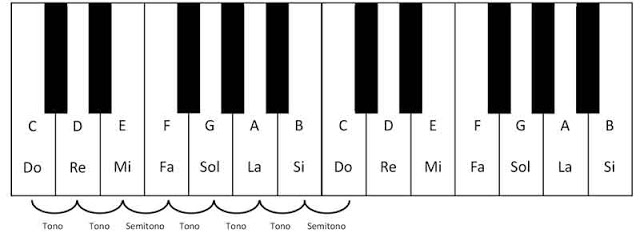 C D E F G A B C D E F G A B
Do Re Mi Fa Sol La Si Do Re Mi Fa Sol La Si
Tono Tono Semitono Tono Tono Tono Semitono